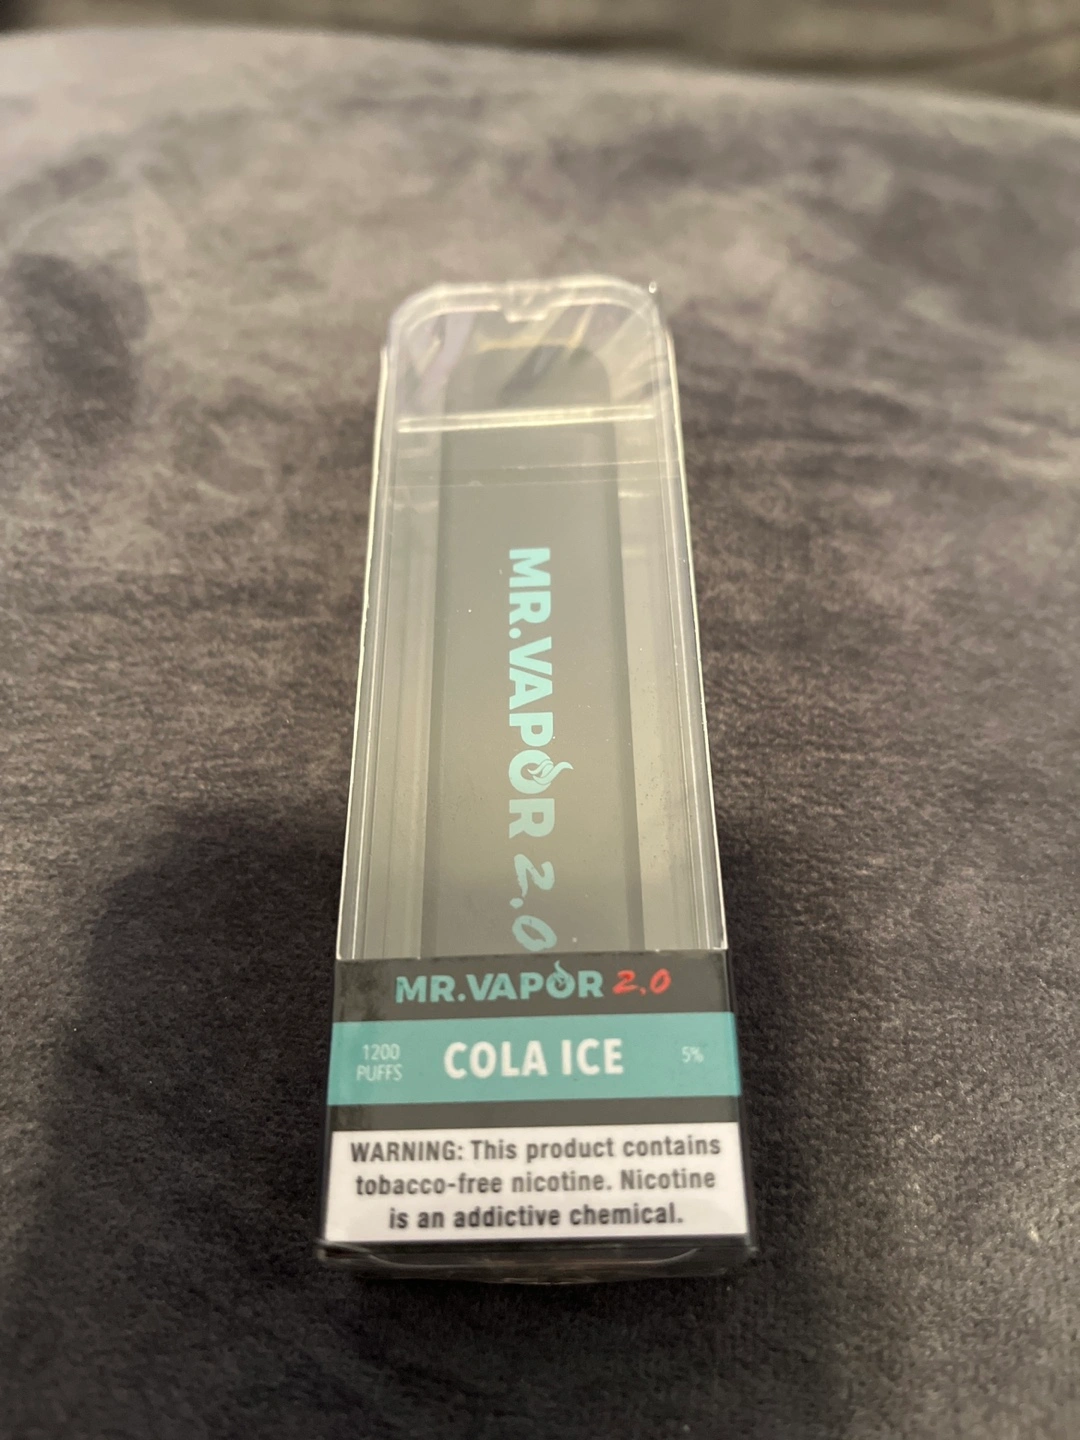 MR.VAPOR 2.0
MR.VAPOR 2.0
1200
PUFFS
COLA ICE
5%
WARNING: This product contains
tobacco-free nicotine. Nicotine
is an addictive chemical.